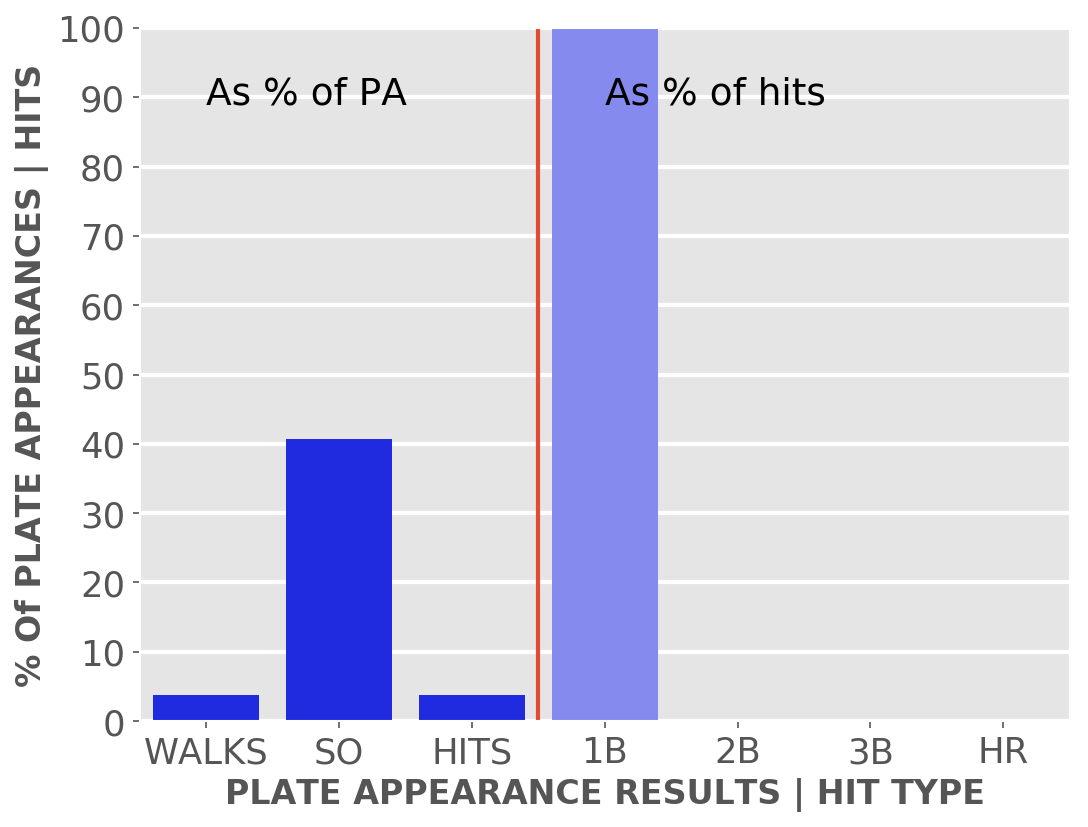 % Of PLATE APPEARANCES | HITS
100
90
80
70
60
50
40
30
20
10
0
As % of PA
As % of hits
WALKS SO HITS 1B 2B 3B HR
PLATE APPEARANCE RESULTS | HIT TYPE